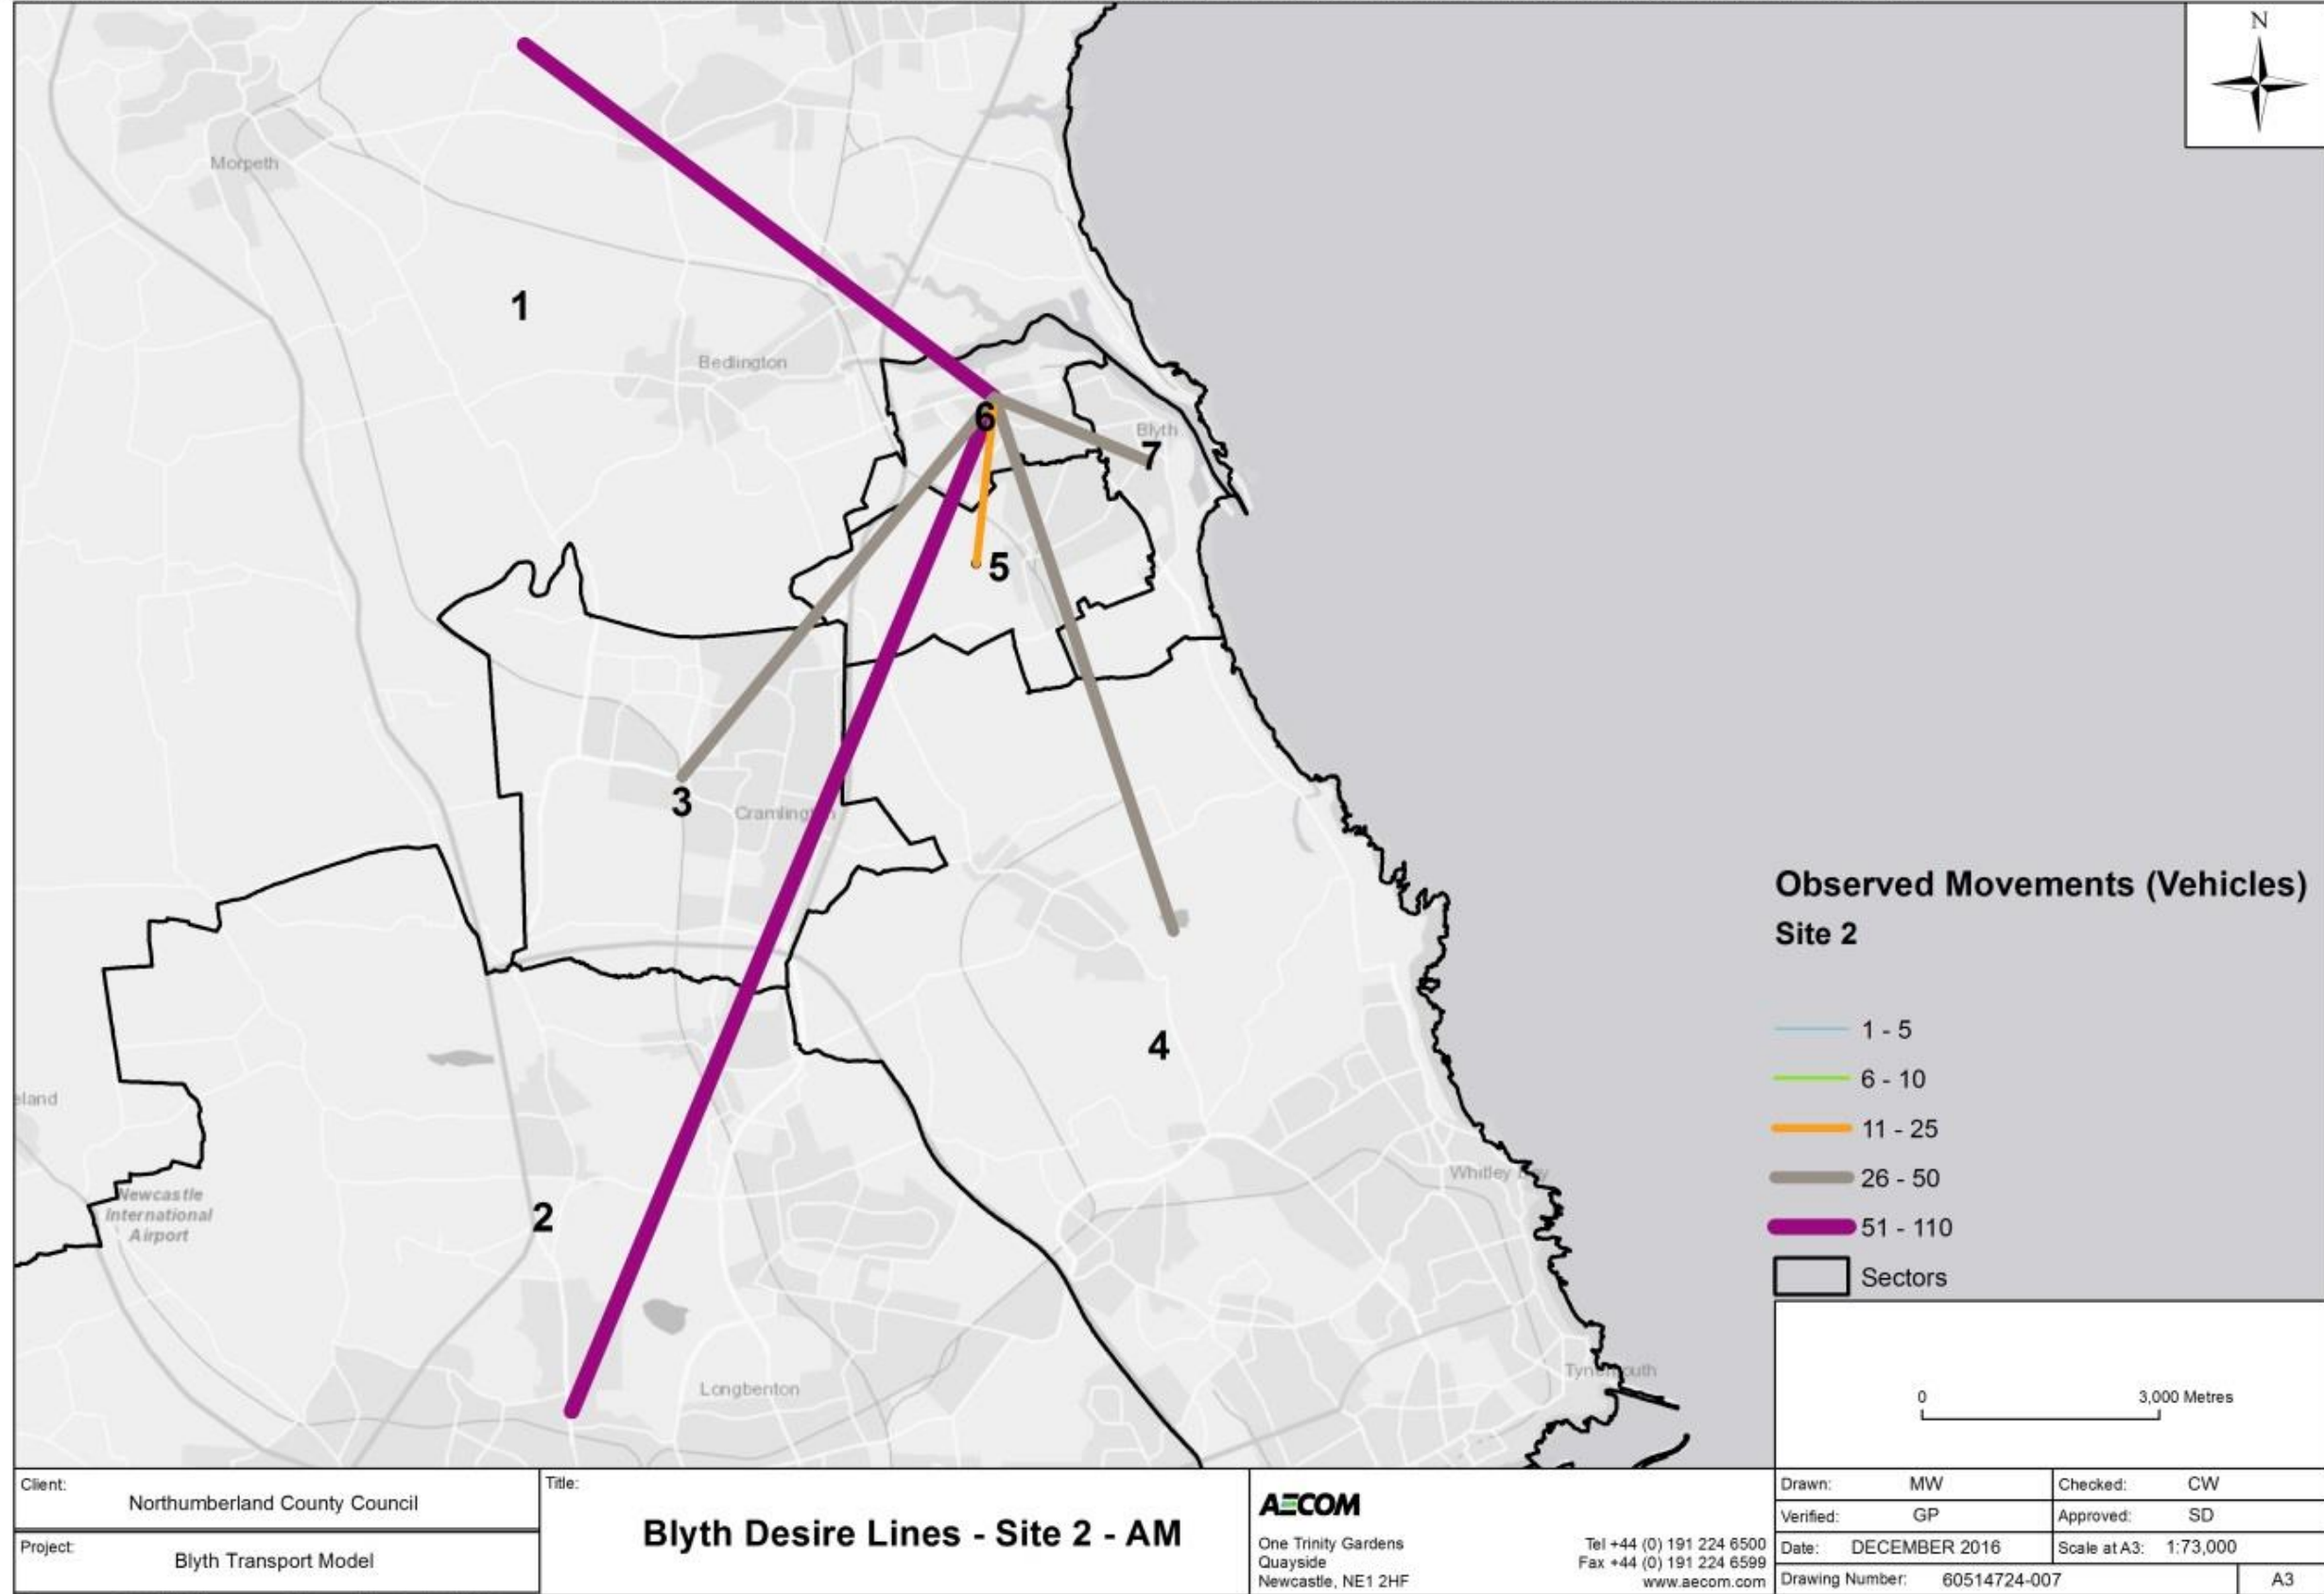 N
Morpeth
1
Bedlington
6
Blyth
7
5
3
Cramlington
4
2
Newcastle
International
Airport
Longbenton
Whitley Bay
Tynemouth
Observed Movements (Vehicles)
Site 2
1 - 5
6 - 10
11 - 25
26 - 50
51 - 110
Sectors
0 3,000 Metres
Client:
Northumberland County Council
Project:
Blyth Transport Model
Title:
Blyth Desire Lines - Site 2 - AM
AECOM
One Trinity Gardens
Quayside
Newcastle, NE1 2HF
Tel +44 (0) 191 224 6500
Fax +44 (0) 191 224 6599
www.aecom.com
Drawn: MW Checked: CW
Verified: GP Approved: SD
Date: DECEMBER 2016 Scale at A3: 1:73,000
Drawing Number: 60514724-007 A3